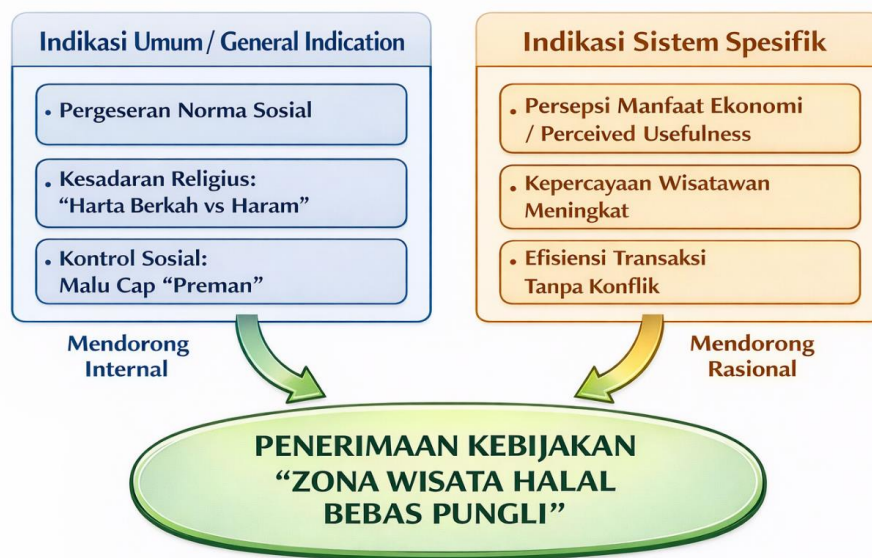 Indikasi Umum / General Indication
• Pergeseran Norma Sosial
• Kesadaran Religius:
"Harta Berkah vs Haram"
• Kontrol Sosial:
Malu Cap "Preman"
Mendorong
Internal
Indikasi Sistem Spesifik
• Persepsi Manfaat Ekonomi
/ Perceived Usefulness
• Kepercayaan Wisatawan
Meningkat
• Efisiensi Transaksi
Tanpa Konflik
Mendorong
Rasional
PENERIMAAN KEBIJAKAN
"ZONA WISATA HALAL
BEBAS PUNGLI"